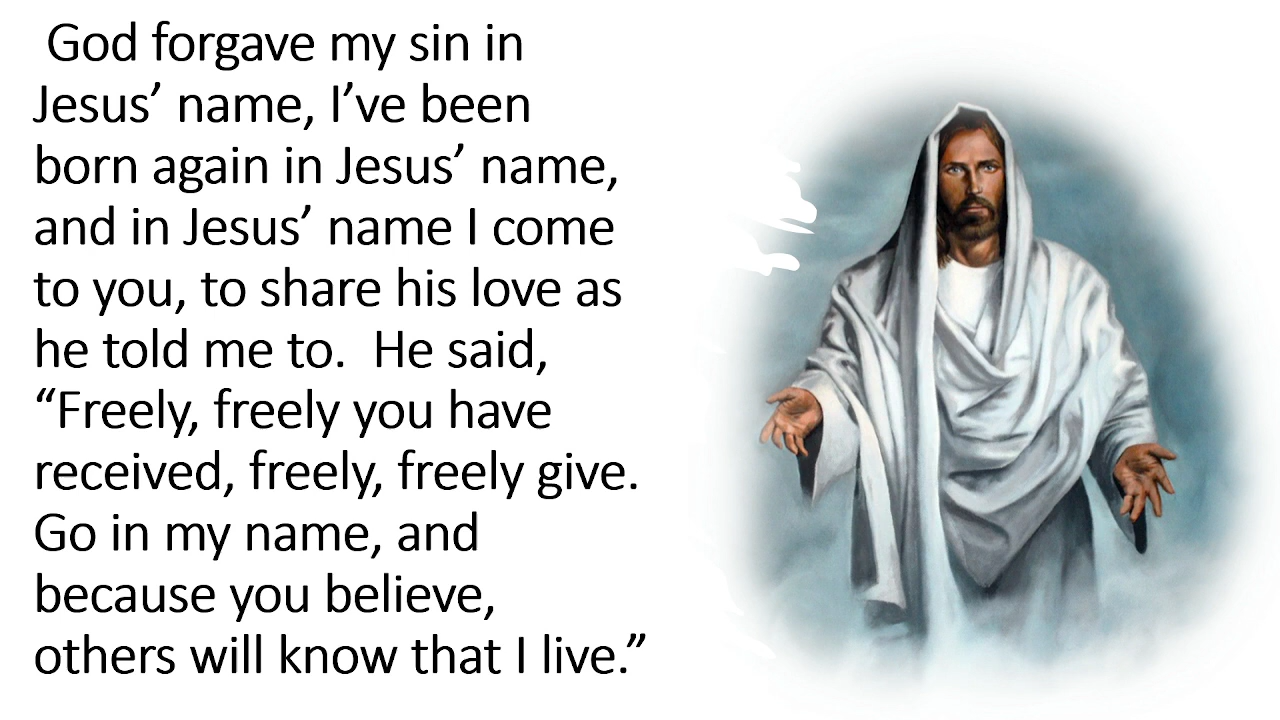 God forgave my sin in
Jesus’ name, I’ve been
born again in Jesus’ name,
and in Jesus’ name I come
to you, to share his love as
he told me to.  He said,
“Freely, freely you have
received, freely, freely give.
Go in my name, and
because you believe,
others will know that I live.”